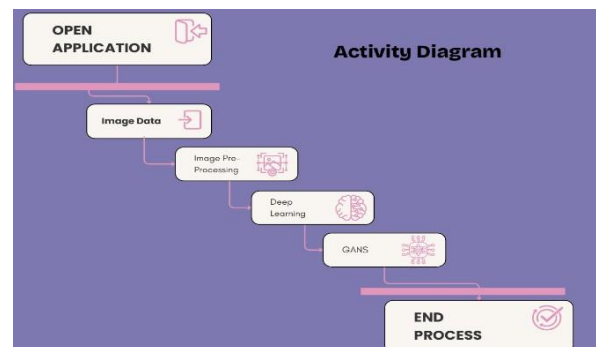 OPEN
APPLICATION
Activity Diagram
Image Data
Image Pre-
Processing
Deep
Learning
GANS
END
PROCESS